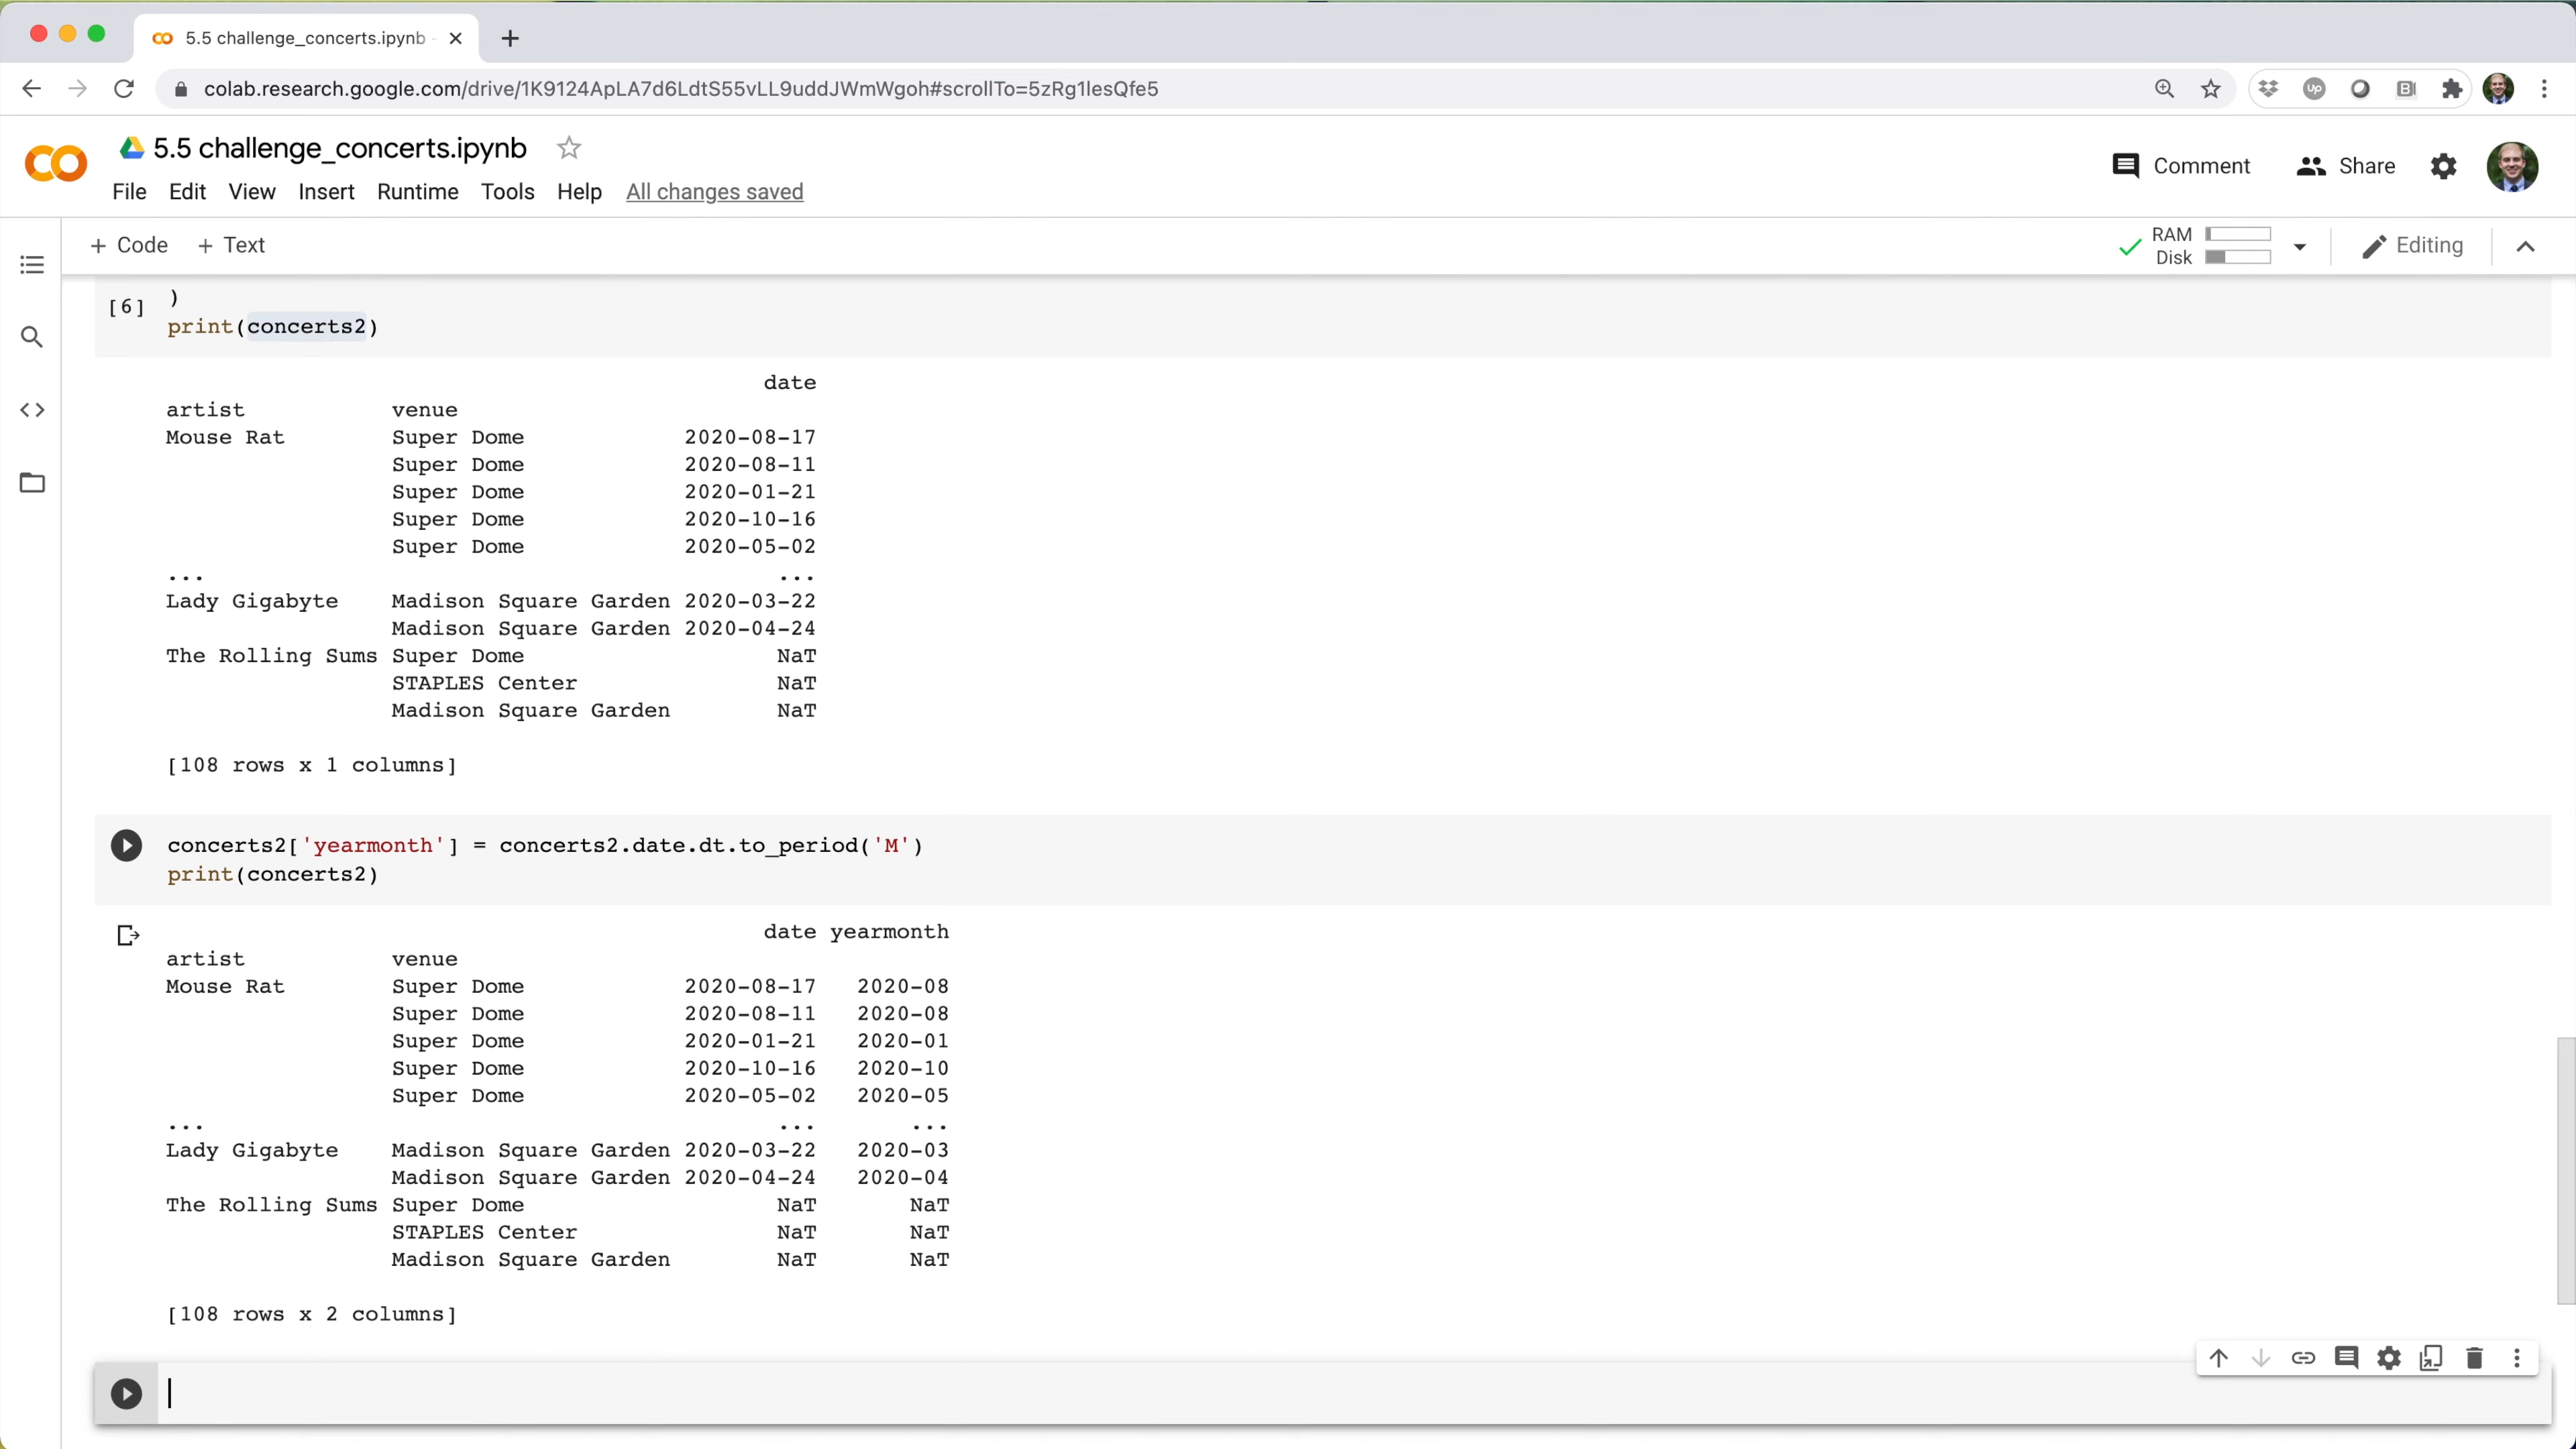 5.5 challenge_concerts.ipynb -
colab.research.google.com/drive/1K9124ApLA7d6LdtS55vLL9uddJWmWgoh#scrollTo=5zRg1lesQfe5
5.5 challenge_concerts.ipynb
File Edit View Insert Runtime Tools Help All changes saved
Comment Share
+ Code + Text
RAM
Disk
Editing
[6] )
print(concerts2)
date
artist venue
Mouse Rat Super Dome 2020-08-17
Super Dome 2020-08-11
Super Dome 2020-01-21
Super Dome 2020-10-16
Super Dome 2020-05-02
... ...
Lady Gigabyte Madison Square Garden 2020-03-22
Madison Square Garden 2020-04-24
The Rolling Sums Super Dome NaT
STAPLES Center NaT
Madison Square Garden NaT
[108 rows x 1 columns]
concerts2['yearmonth'] = concerts2.date.dt.to_period('M')
print(concerts2)
date yearmonth
artist venue
Mouse Rat Super Dome 2020-08-17 2020-08
Super Dome 2020-08-11 2020-08
Super Dome 2020-01-21 2020-01
Super Dome 2020-10-16 2020-10
Super Dome 2020-05-02 2020-05
... ... ...
Lady Gigabyte Madison Square Garden 2020-03-22 2020-03
Madison Square Garden 2020-04-24 2020-04
The Rolling Sums Super Dome NaT NaT
STAPLES Center NaT NaT
Madison Square Garden NaT NaT
[108 rows x 2 columns]